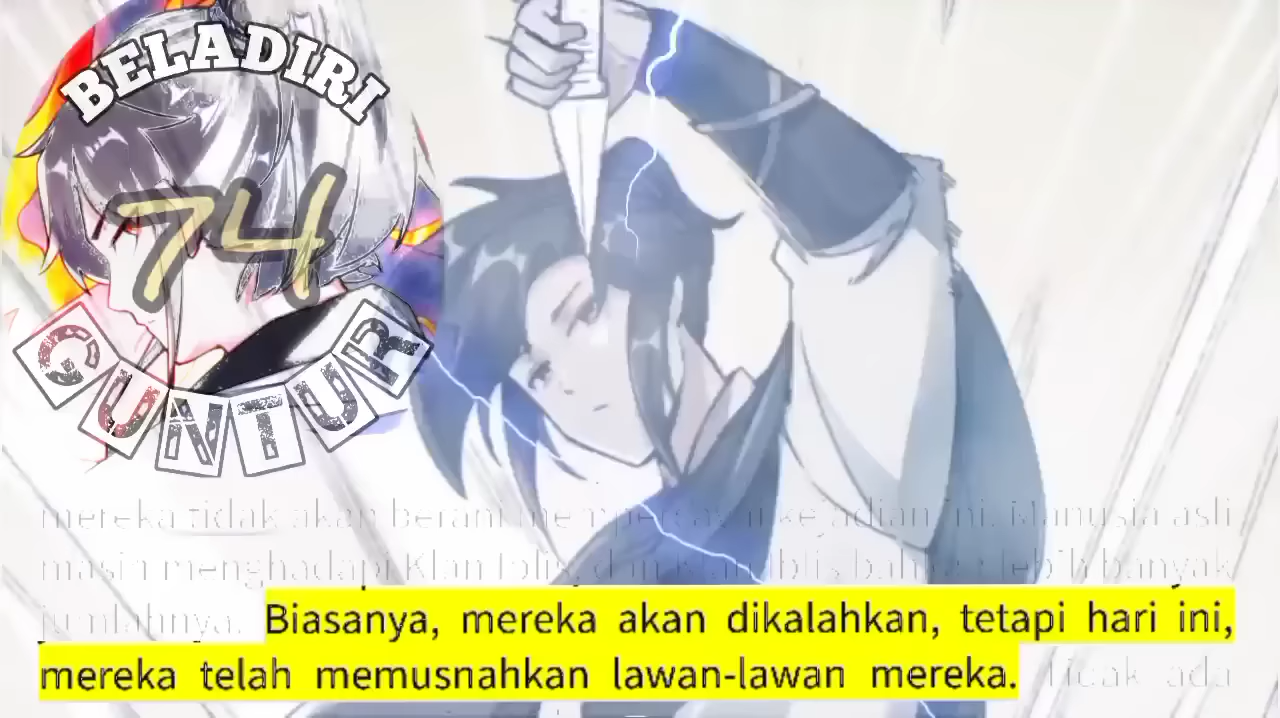 BELADIRI
74
GUNTUR
mereka tidak akan berani mempercayai kejadian ini. Manusia asli
masih menghadapi Klan Iblis, dan Klan Iblis bahkan lebih banyak
jumlahnya. Biasanya, mereka akan dikalahkan, tetapi hari ini,
mereka telah memusnahkan lawan-lawan mereka. Tidak ada